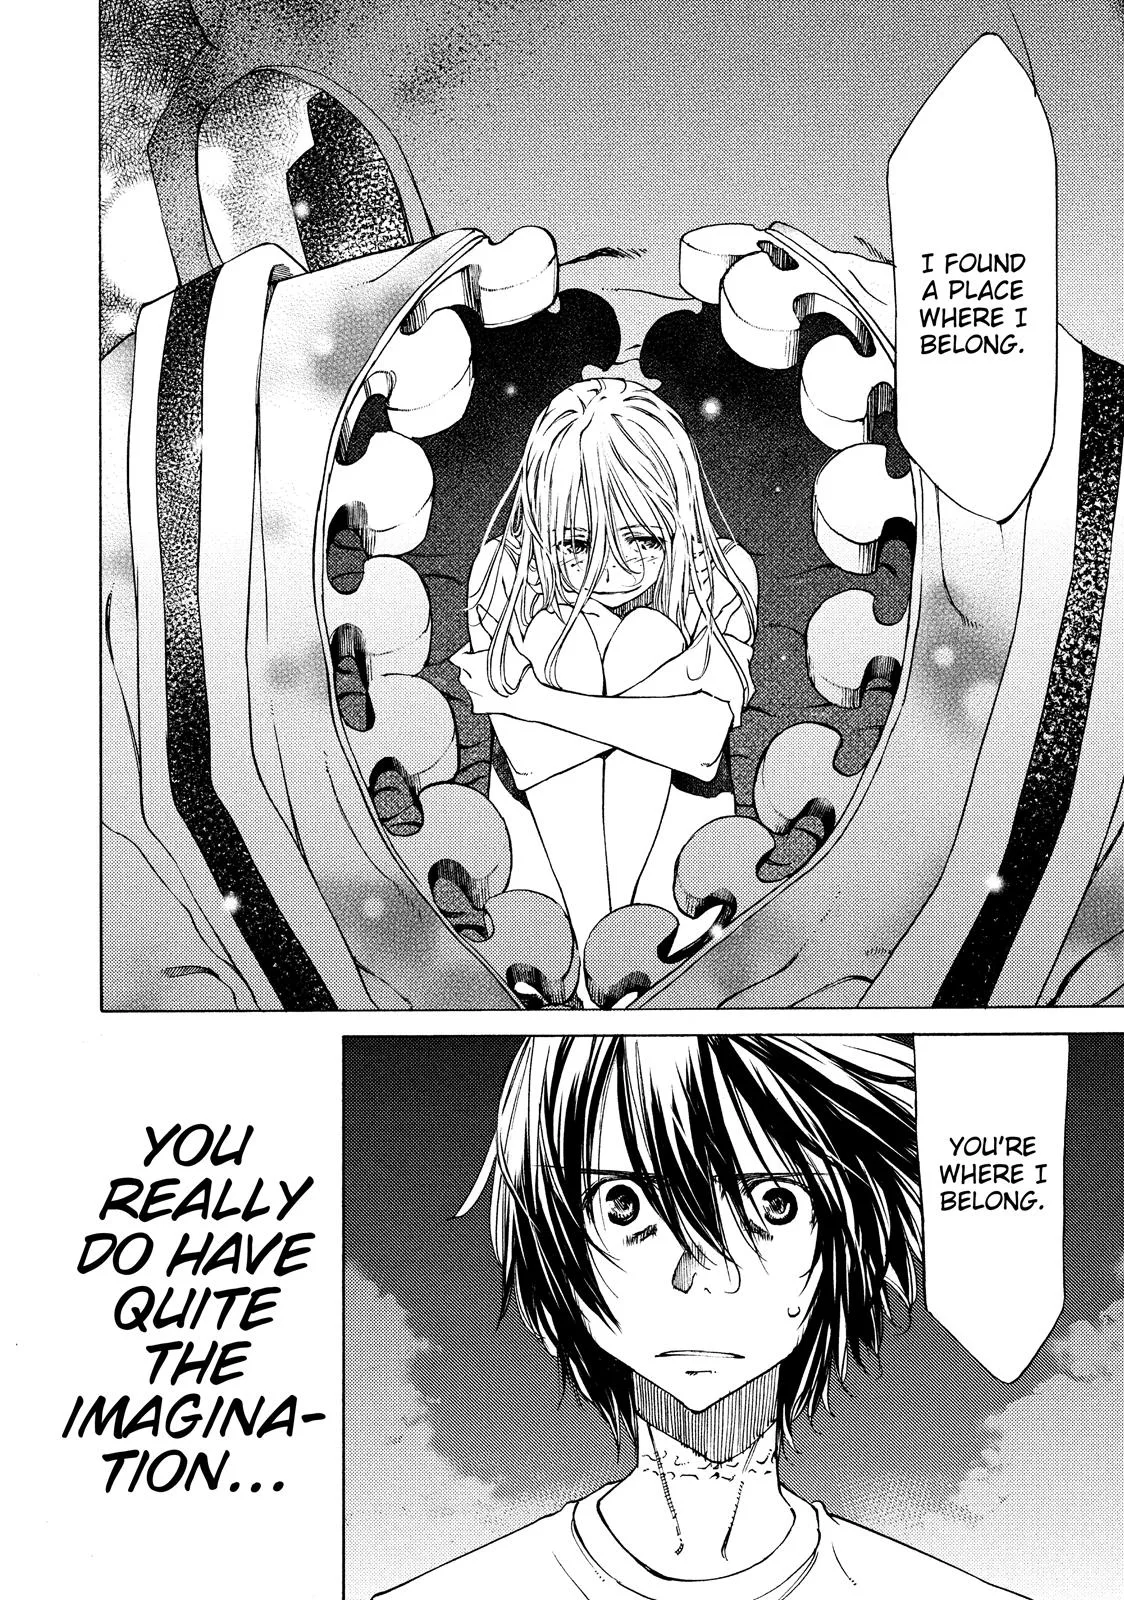 I FOUND
A PLACE
WHERE I
BELONG.
YOU'RE
WHERE I
BELONG.
YOU
REALLY
DO HAVE
QUITE
THE
IMAGINA-
TION...